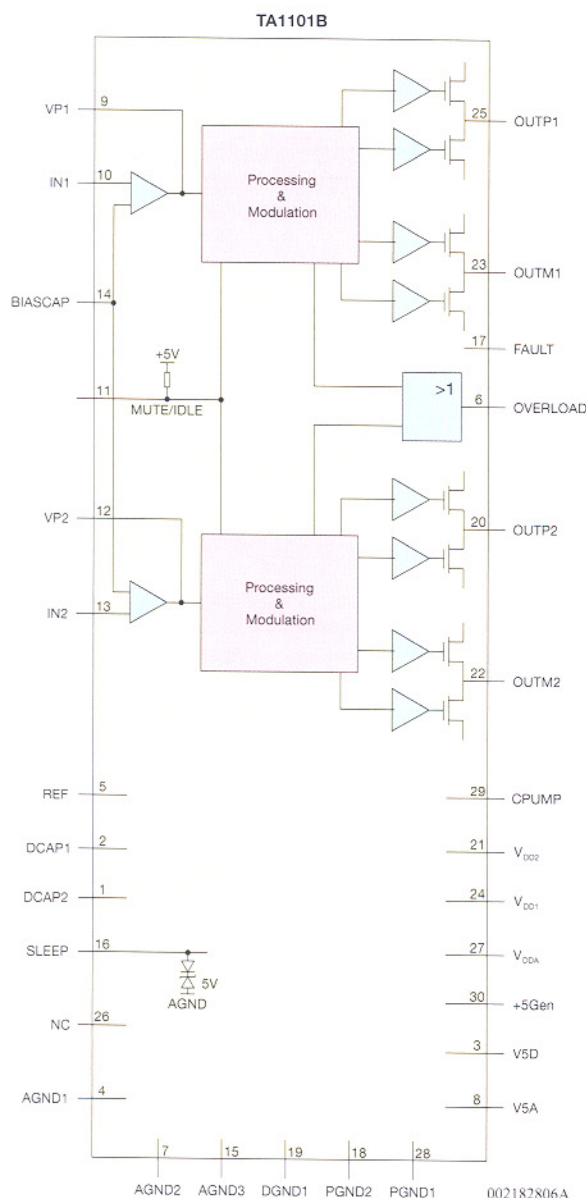 TA1101B
VP1 9
25 OUTP1
Processing
&
Modulation
IN1 10
23 OUTM1
BIASCAP 14
17 FAULT
+5V
11
MUTE/IDLE
>1
6 OVERLOAD
VP2 12
20 OUTP2
Processing
&
Modulation
IN2 13
22 OUTM2
REF 5
29 CPUMP
DCAP1 2
21 VDD2
DCAP2 1
24 VDD1
SLEEP 16
27 VDDA
5V
AGND
30 +5Gen
NC 26
3 V5D
AGND1 4
8 V5A
7 15 19 18 28
AGND2 AGND3 DGND1 PGND2 PGND1
002182806A